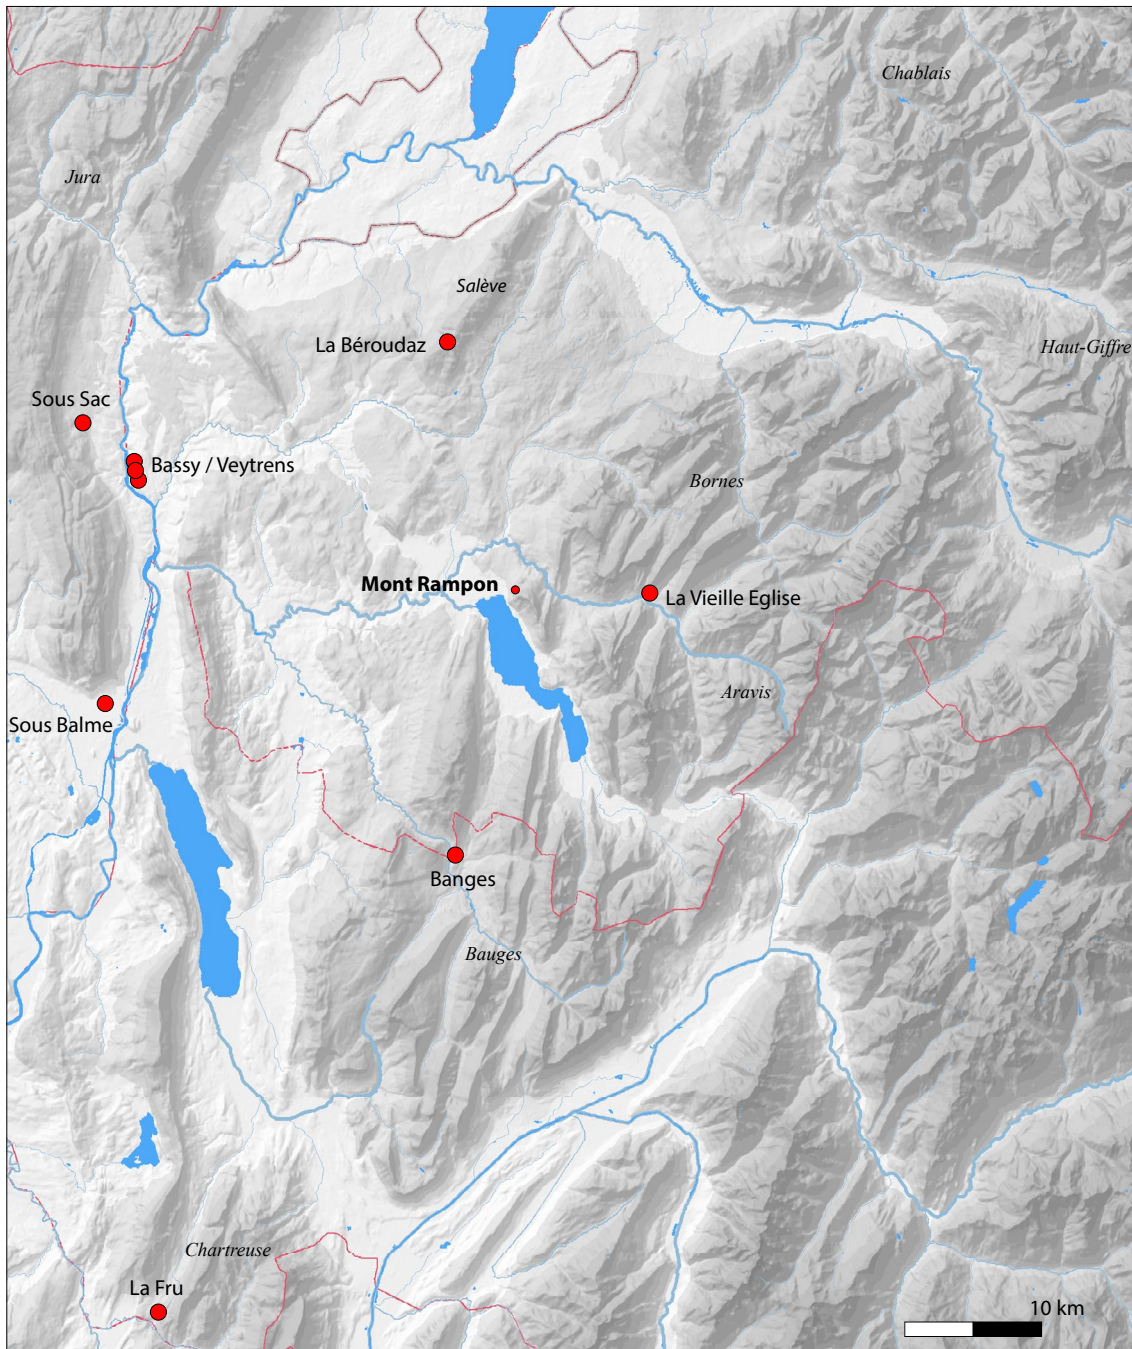 Chablais
Jura
Salève
La Béroudaz
Haut-Giffre
Sous Sac
Bassy / Veytrens
Bornes
Mont Rampon
La Vieille Eglise
Aravis
Sous Balme
Banges
Bauges
Chartreuse
La Fru
10 km